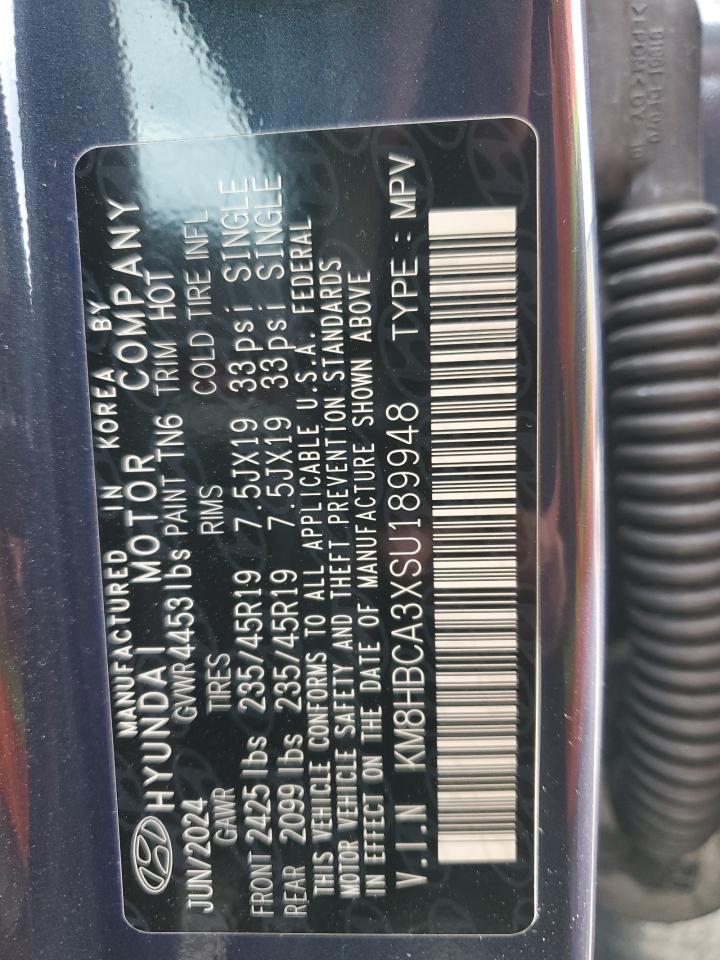 MANUFACTURED IN KOREA BY
HYUNDAI MOTOR COMPANY
JUN/2024 GVWR 4453 lbs PAINT TN6 TRIM HOT
GAWR TIRES RIMS COLD TIRE INFL
FRONT 2425 lbs 235/45R19 7.5JX19 33psi SINGLE
REAR 2099 lbs 235/45R19 7.5JX19 33psi SINGLE
THIS VEHICLE CONFORMS TO ALL APPLICABLE U.S.A. FEDERAL
MOTOR VEHICLE SAFETY AND THEFT PREVENTION STANDARDS
IN EFFECT ON THE DATE OF MANUFACTURE SHOWN ABOVE
V.I.N KM8HBCA3XSU189948 TYPE : MPV